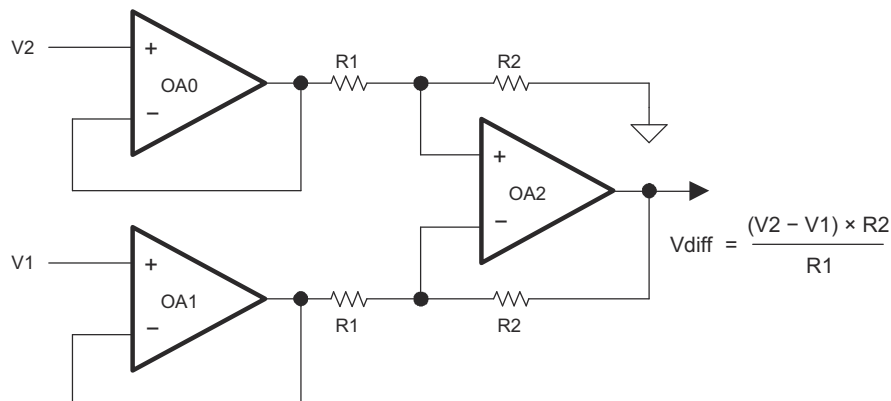 V2
+
OA0
−
R1
R2
+
OA2
−
Vdiff = (V2 − V1) × R2
R1
V1
+
OA1
−
R1
R2